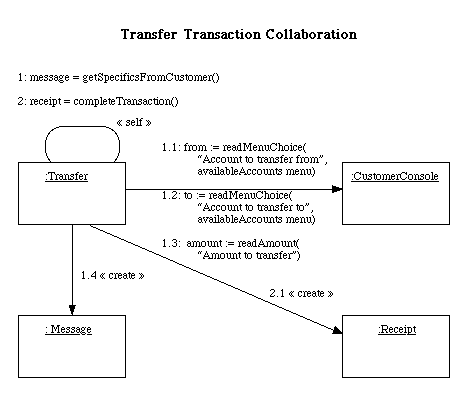 Transfer Transaction Collaboration
1: message = getSpecificsFromCustomer()
2: receipt = completeTransaction()
« self »
1.1: from := readMenuChoice(
“Account to transfer from”,
availableAccounts menu)
:Transfer
:CustomerConsole
1.2: to := readMenuChoice(
“Account to transfer to”,
availableAccounts menu)
1.3: amount := readAmount(
“Amount to transfer”)
1.4 « create »
2.1 « create »
: Message
:Receipt